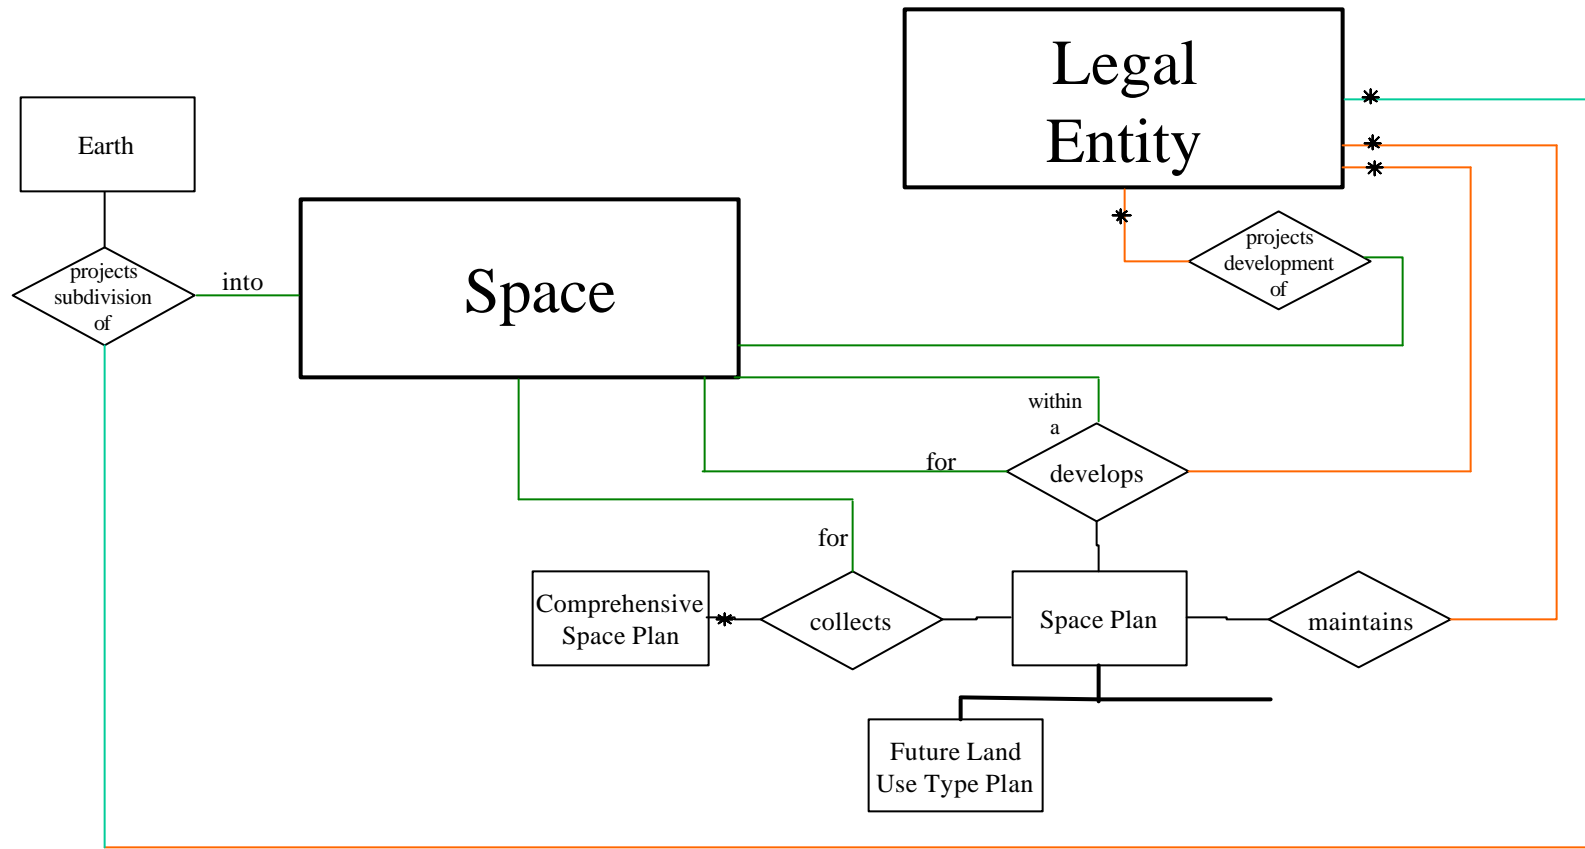 Legal
Entity
Earth
projects
subdivision
of
into
Space
projects
development
of
within
a
for
develops
for
Comprehensive
Space Plan
collects
Space Plan
maintains
Future Land
Use Type Plan